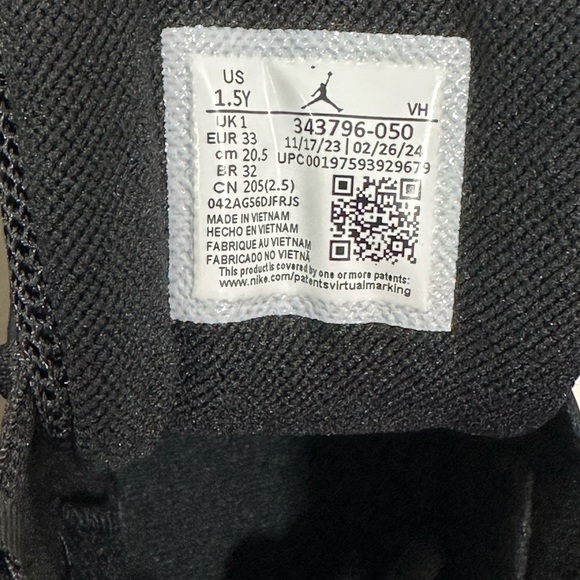 US
1.5Y
VH
UK 1
EUR 33
cm 20.5
BR 32
CN 205(2.5)
343796-050
11/17/23 | 02/26/24
UPC00197593929679
042AG56DJFRJS
MADE IN VIETNAM
HECHO EN VIETNAM
FABRIQUE AU VIETNAM
FABRICADO NO VIETNÃ
This product is covered by one or more patents:
www.nike.com/patentsvirtualmarking